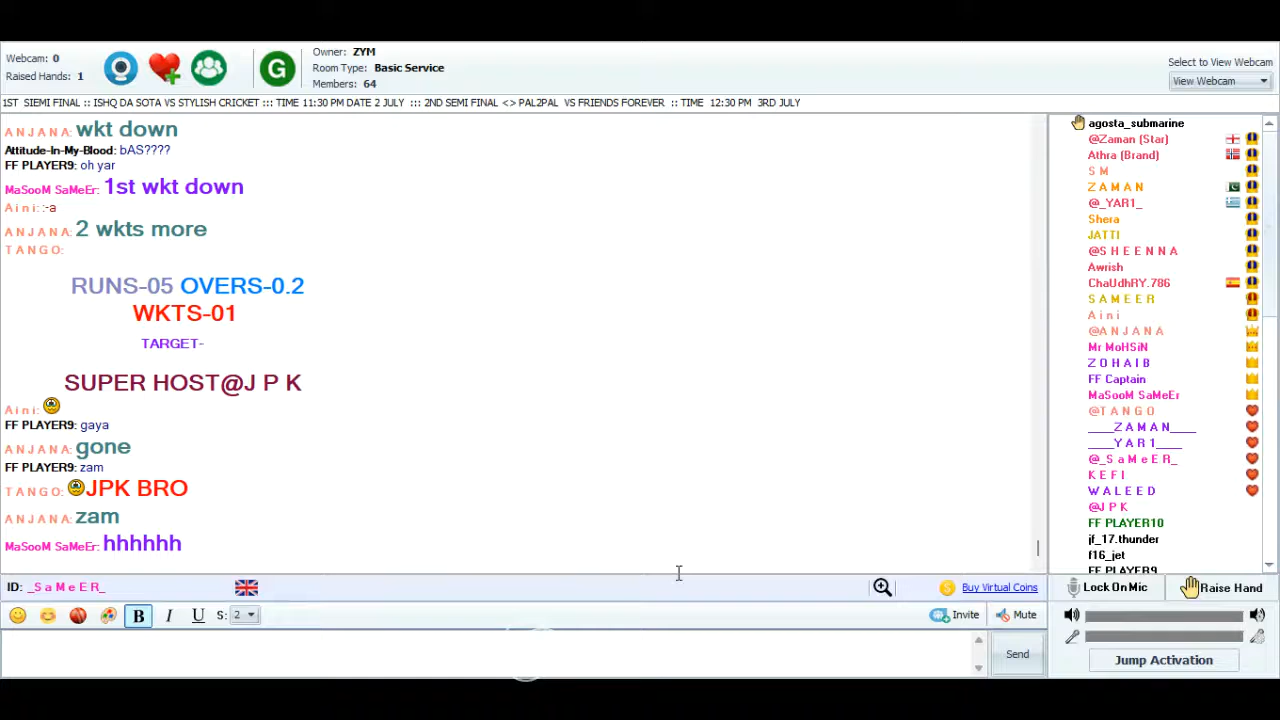 Webcam: 0
Raised Hands: 1
G
Owner: ZYM
Room Type: Basic Service
Members: 64
Select to View Webcam
View Webcam
1ST SIEMI FINAL :: ISHQ DA SOTA VS STYLISH CRICKET ::: TIME 11:30 PM DATE 2 JULY ::: 2ND SEMI FINAL <> PAL2PAL VS FRIENDS FOREVER :: TIME 12:30 PM 3RD JULY
A N J A N A: wkt down
Attitude-In-My-Blood: bAS????
FF PLAYER9: oh yar
MaSooM SaMeEr: 1st wkt down
A i n i: :-a
A N J A N A: 2 wkts more
T A N G O:
RUNS-05 OVERS-0.2
WKTS-01
TARGET-
SUPER HOST@J P K
A i n i:
FF PLAYER9: gaya
A N J A N A: gone
FF PLAYER9: zam
T A N G O: JPK BRO
A N J A N A: zam
MaSooM SaMeEr: hhhhhh
agosta_submarine
@Zaman (Star)
Athra (Brand)
S M
Z A M A N
@_YAR1_
Shera
JATTI
@S H E E N N A
Awrish
ChaUdhRY.786
S A M E E R
A i n i
@A N J A N A
Mr MoHSiN
Z O H A I B
FF Captain
MaSooM SaMeEr
@T A N G O
____Z A M A N____
____Y A R 1____
@_S a M e E R_
K E F I
W A L E E D
@J P K
FF PLAYER10
jf_17.thunder
f16_jet
FF PLAYER9
ID: _S a M e E R_
Buy Virtual Coins
Lock On Mic
Raise Hand
B I U S: 2
Invite
Mute
Send
Jump Activation